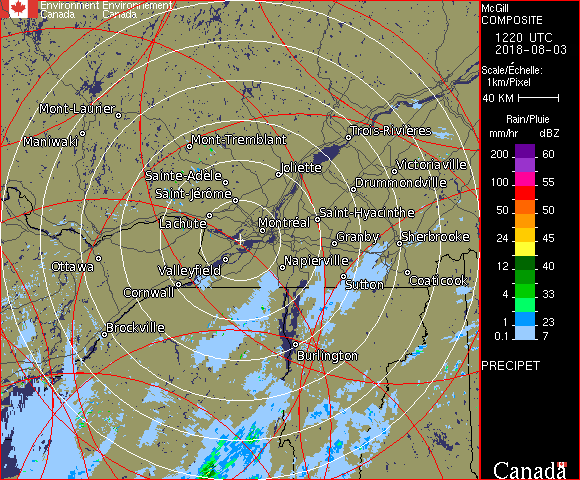 Environment Environnement
Canada Canada
McGill
COMPOSITE
1220 UTC
2018-08-03
Scale/Échelle:
1km/Pixel
40 KM
Rain/Pluie
mm/hr dBZ
200 60
55
100 55
50 50
24 45
12 40
4 33
1 23
0.1 7
PRECIPET
Canada
Mont-Laurier
Maniwaki
Mont-Tremblant
Trois-Rivières
Joliette
Victoriaville
Sainte-Adèle
Drummondville
Saint-Jérôme
Saint-Hyacinthe
Lachute
Montréal
Granby
Sherbrooke
Ottawa
Valleyfield
Napierville
Coaticook
Cornwall
Sutton
Brockville
Burlington